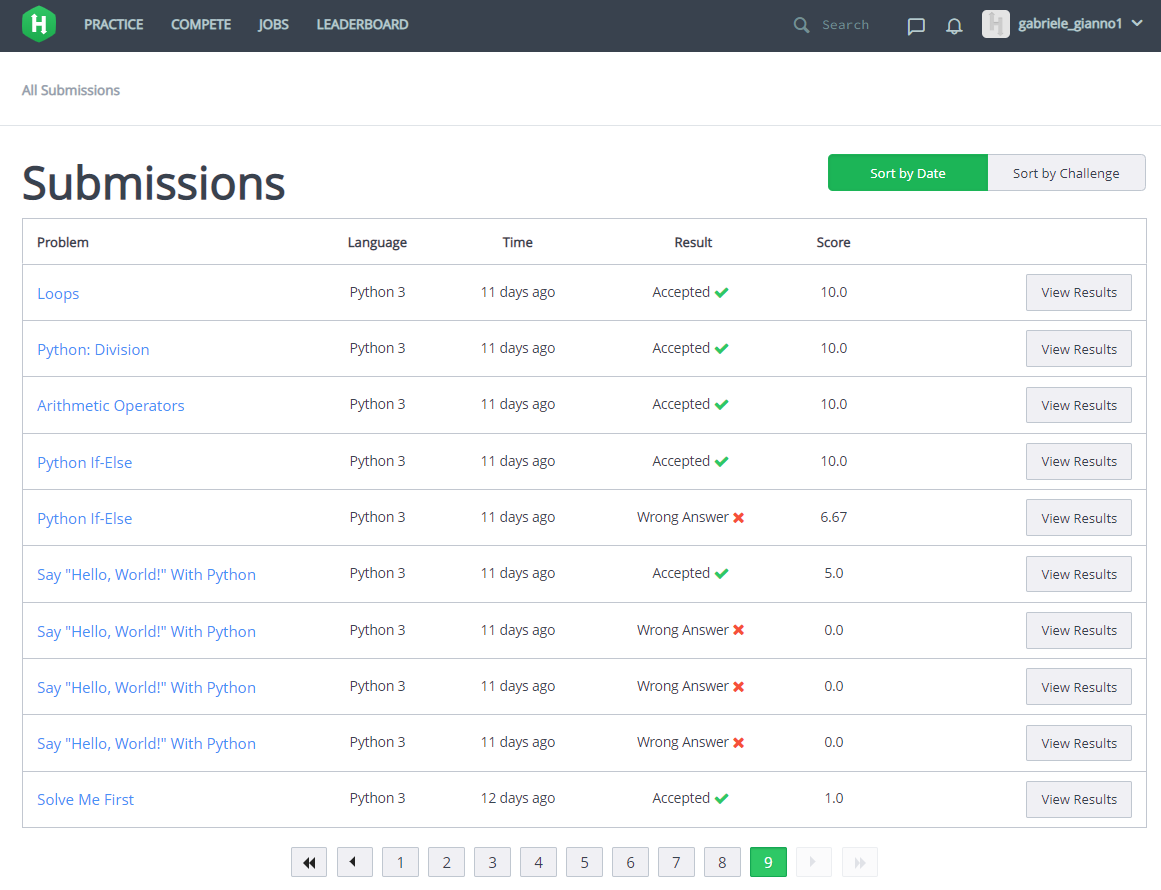 PRACTICE COMPETE JOBS LEADERBOARD Search gabriele_gianno1
All Submissions
Submissions
Sort by Date Sort by Challenge
Problem Language Time Result Score
Loops Python 3 11 days ago Accepted 10.0 View Results
Python: Division Python 3 11 days ago Accepted 10.0 View Results
Arithmetic Operators Python 3 11 days ago Accepted 10.0 View Results
Python If-Else Python 3 11 days ago Accepted 10.0 View Results
Python If-Else Python 3 11 days ago Wrong Answer 6.67 View Results
Say "Hello, World!" With Python Python 3 11 days ago Accepted 5.0 View Results
Say "Hello, World!" With Python Python 3 11 days ago Wrong Answer 0.0 View Results
Say "Hello, World!" With Python Python 3 11 days ago Wrong Answer 0.0 View Results
Say "Hello, World!" With Python Python 3 11 days ago Wrong Answer 0.0 View Results
Solve Me First Python 3 12 days ago Accepted 1.0 View Results
1 2 3 4 5 6 7 8 9